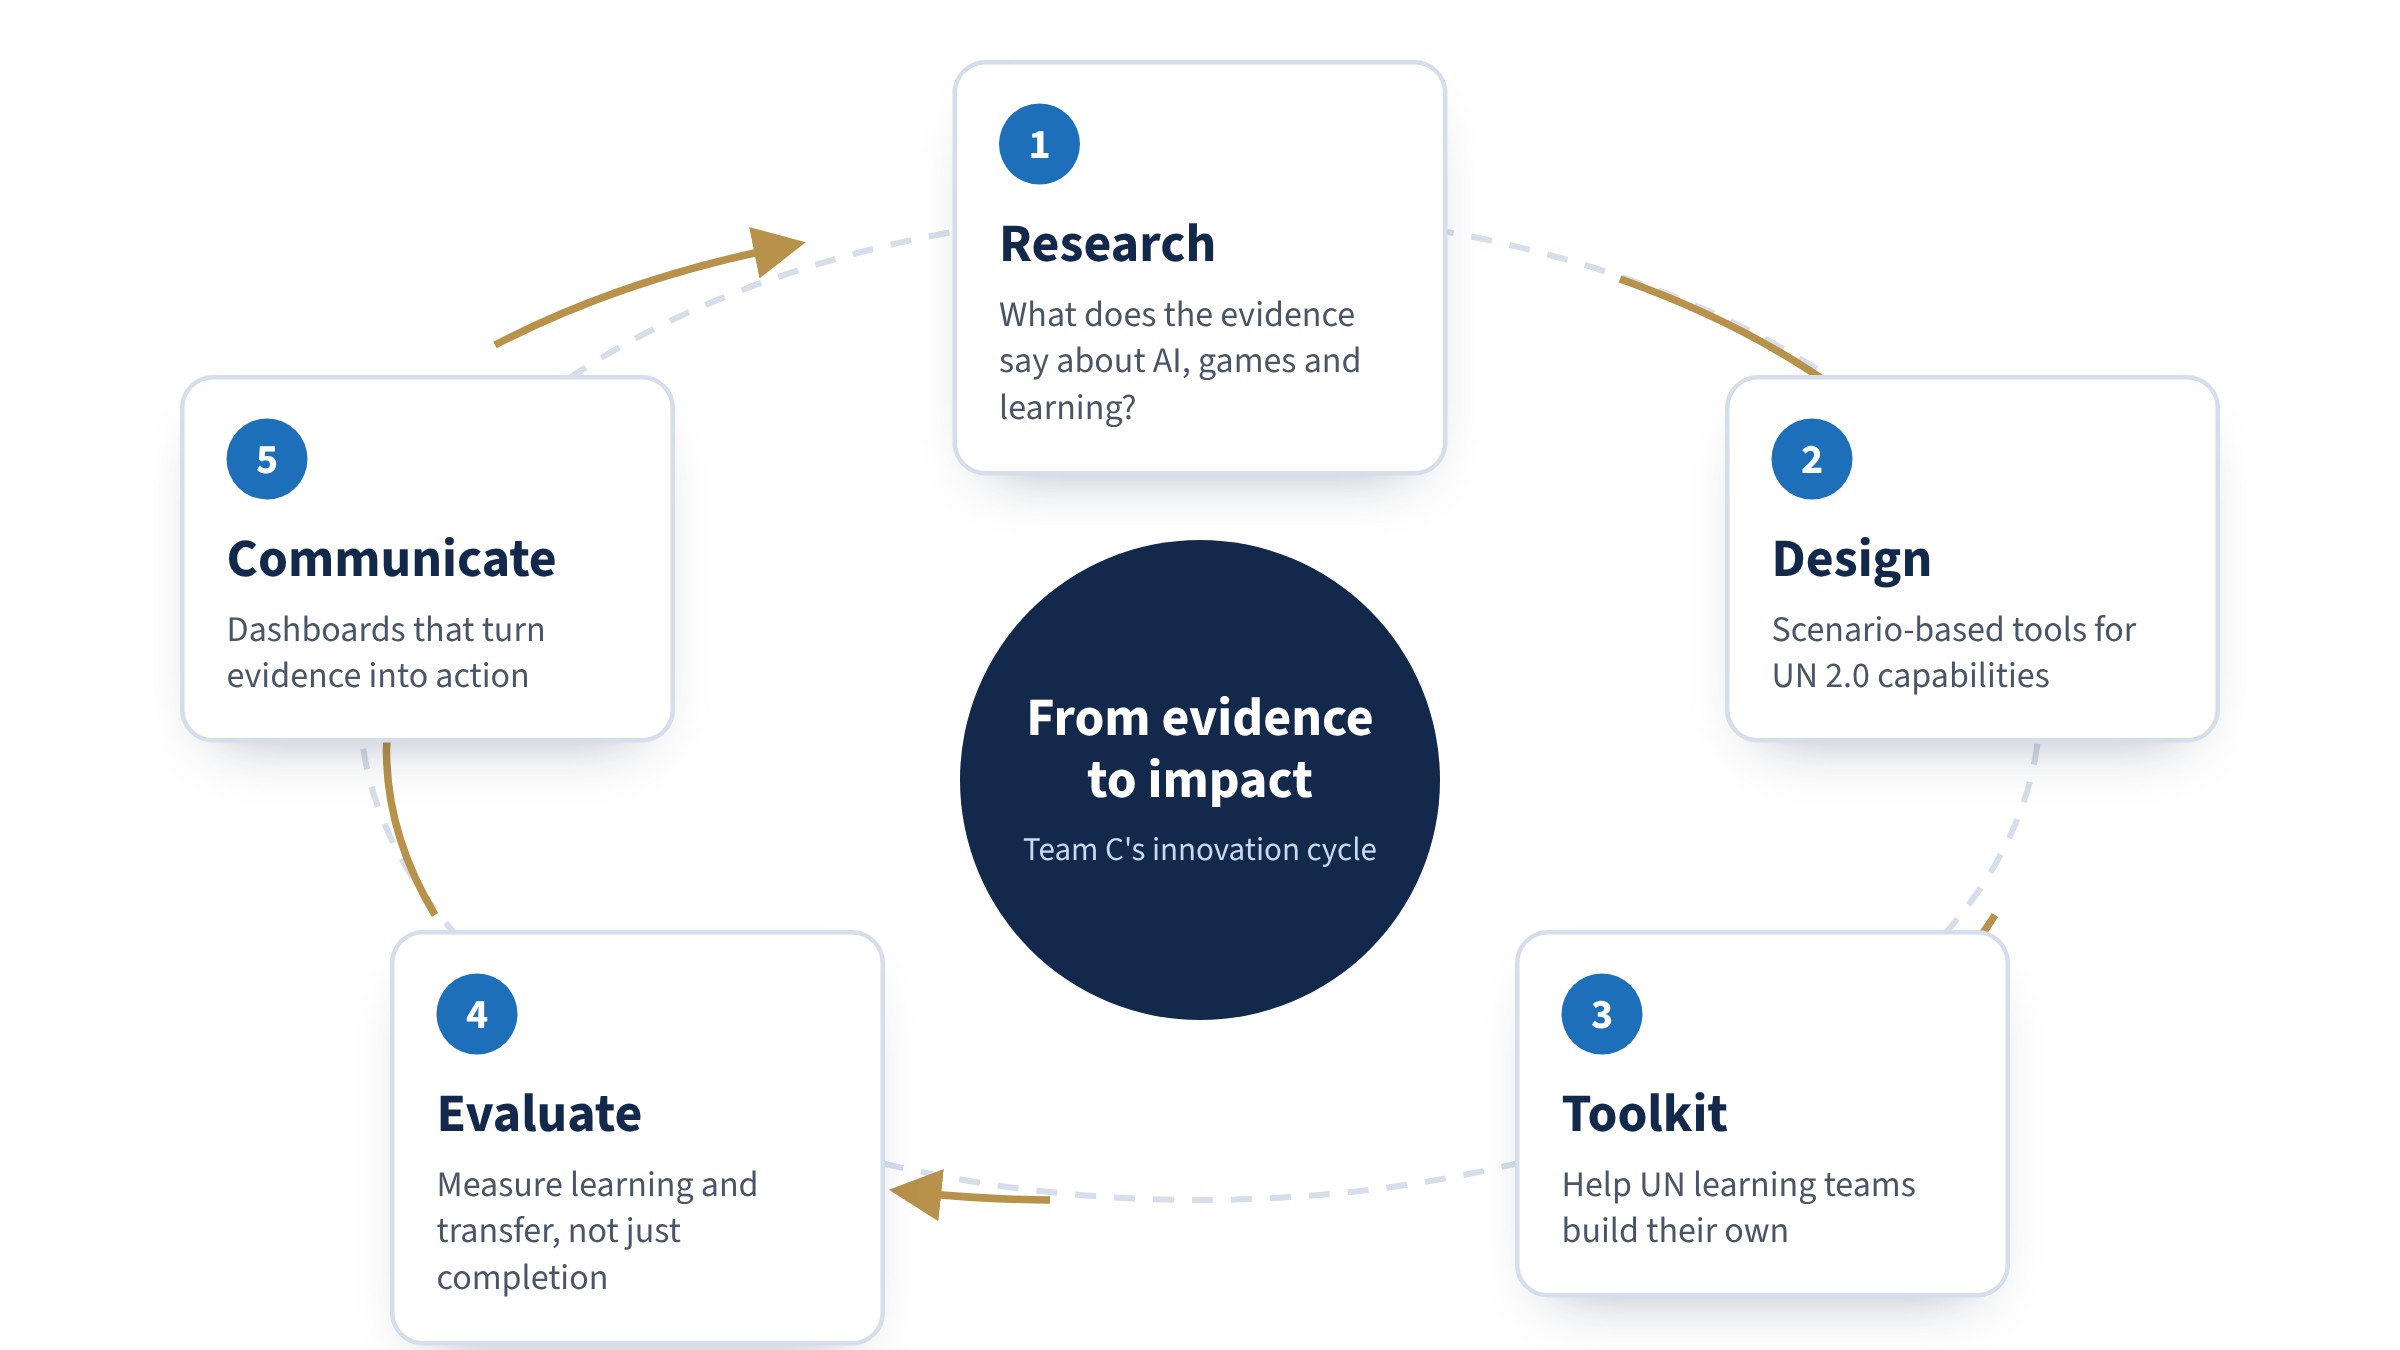 1
Research
What does the evidence
say about AI, games and
learning?
2
Design
Scenario-based tools for
UN 2.0 capabilities
3
Toolkit
Help UN learning teams
build their own
4
Evaluate
Measure learning and
transfer, not just
completion
5
Communicate
Dashboards that turn
evidence into action
From evidence
to impact
Team C's innovation cycle